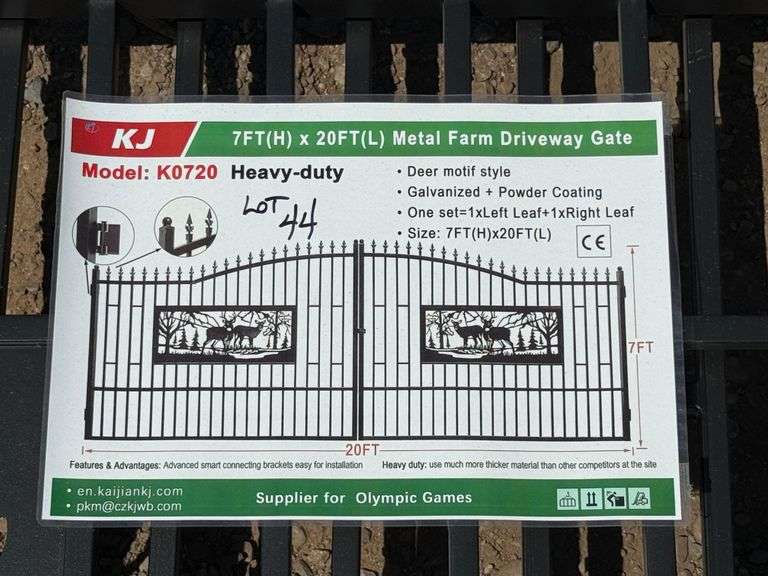 KJ 7FT(H) x 20FT(L) Metal Farm Driveway Gate
Model: K0720 Heavy-duty
LOT 44
• Deer motif style
• Galvanized + Powder Coating
• One set=1xLeft Leaf+1xRight Leaf
• Size: 7FT(H)x20FT(L)
CE
7FT
20FT
Features & Advantages: Advanced smart connecting brackets easy for installation Heavy duty: use much more thicker material than other competitors at the site
• en.kaijiankj.com
• pkm@czkjwb.com
Supplier for Olympic Games